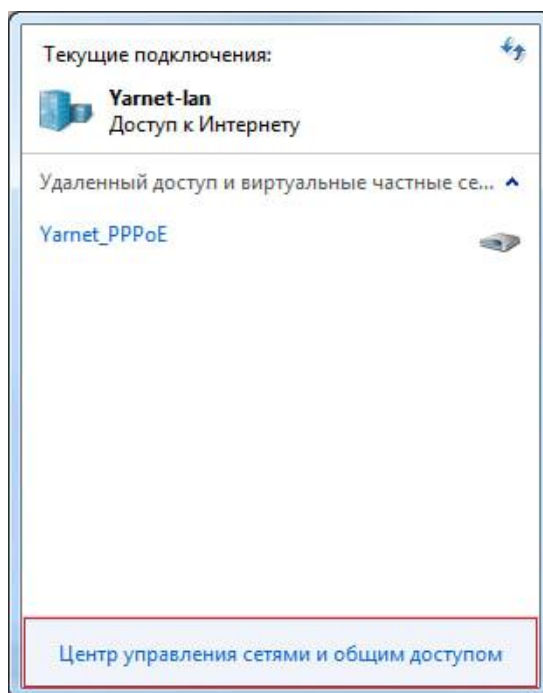 Текущие подключения:
Yarnet-lan
Доступ к Интернету
Удаленный доступ и виртуальные частные се...
Yarnet_PPPoE
Центр управления сетями и общим доступом